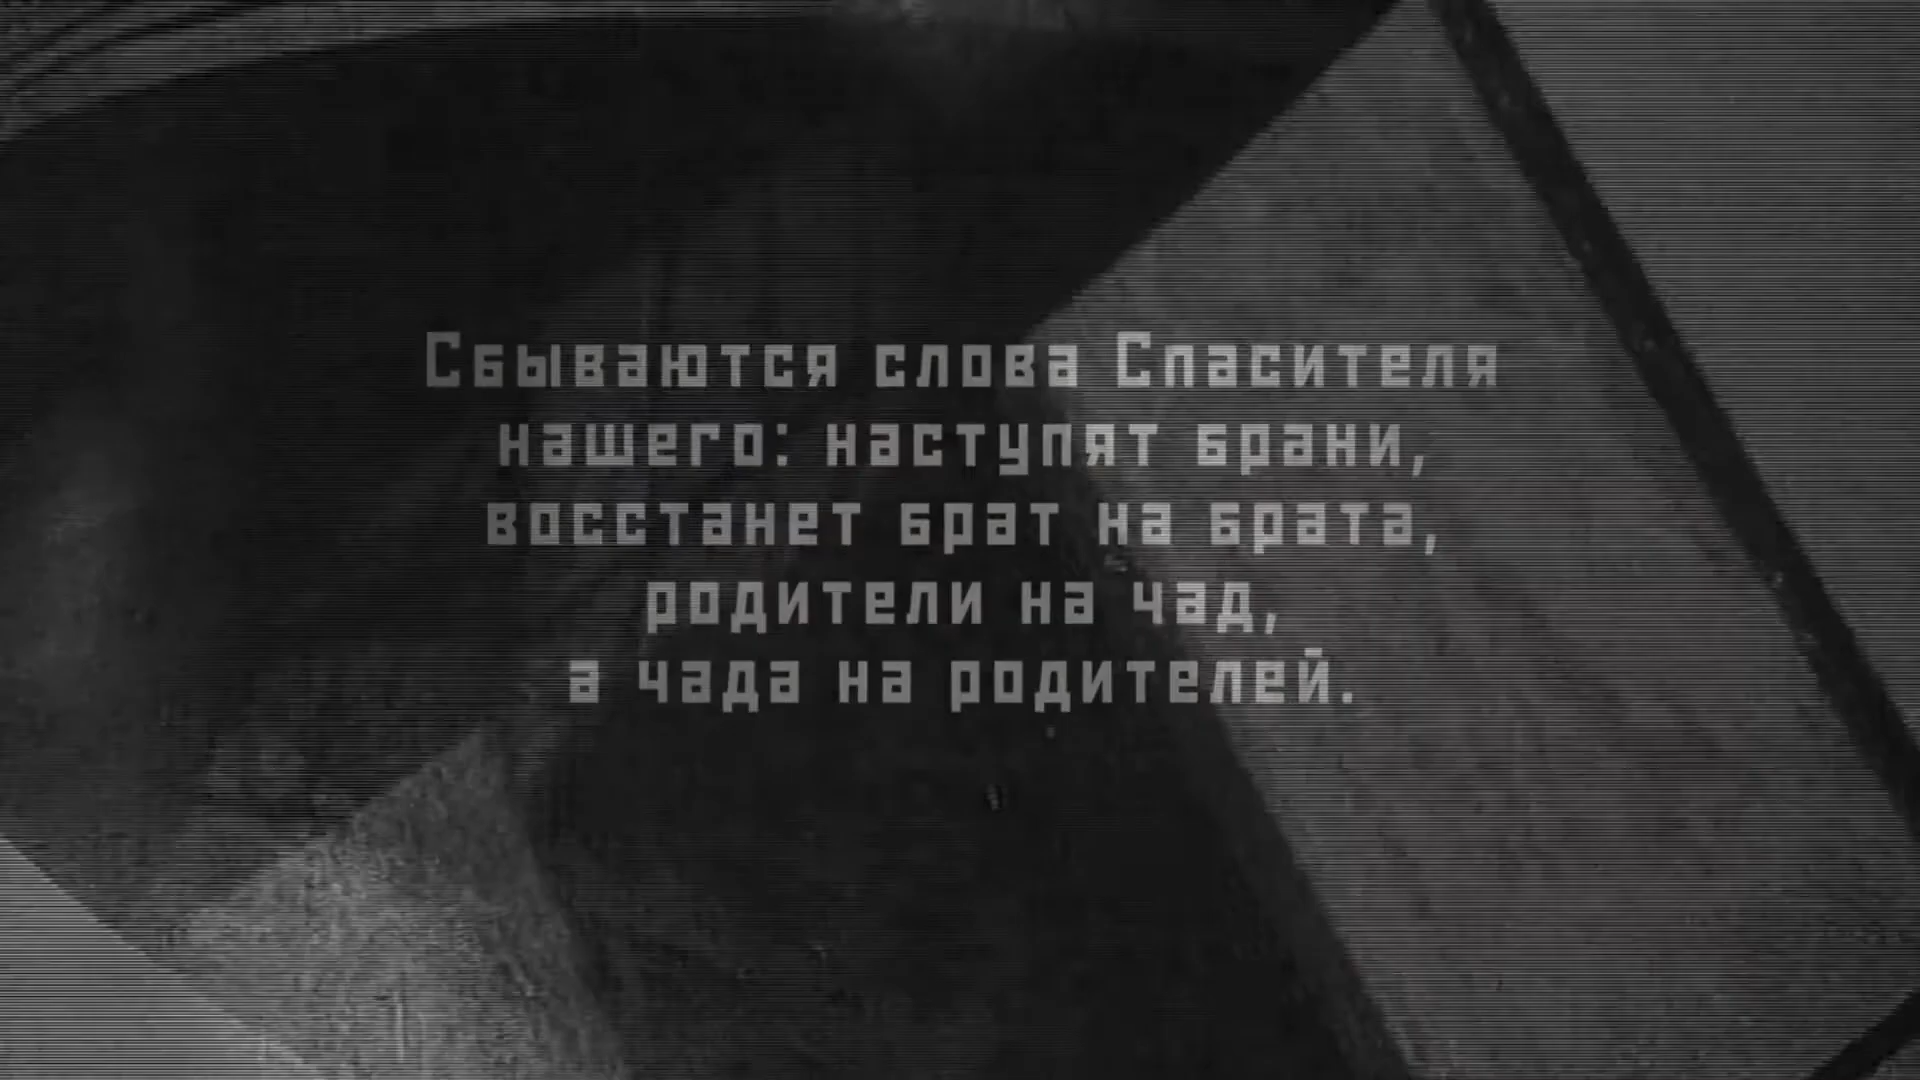 Сбываются слова Спасителя
нашего: наступят брани,
восстанет брат на брата,
родители на чад,
а чада на родителей.